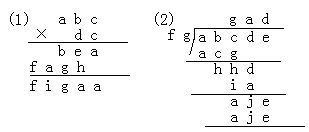 (1) a b c (2) g a d
× d c f g a b c d e
b e a a c g
f a g h h h d
f i g a a i a
a j e
a j e